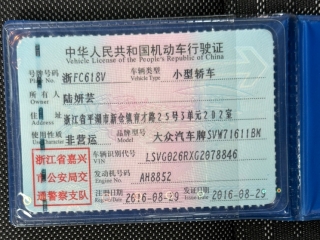 中华人民共和国机动车行驶证
Vehicle License of the People's Republic of China
号牌号码 浙FC618V 车辆类型 小型轿车
Plate No. Vehicle Type
所有人 陆妍芸
Owner
住址 浙江省平湖市新仓镇育才路25号3单元202室
Address
使用性质 非营运 品牌型号 大众汽车牌SVW71611BM
Use Character Model
浙江省嘉兴 车辆识别代号 LSVG026RXG2078846
VIN
市公安局交 发动机号码 AH8852
Engine No.
通警察支队 注册日期 2016-08-29 发证日期 2016-08-29
Register Date Issue Date